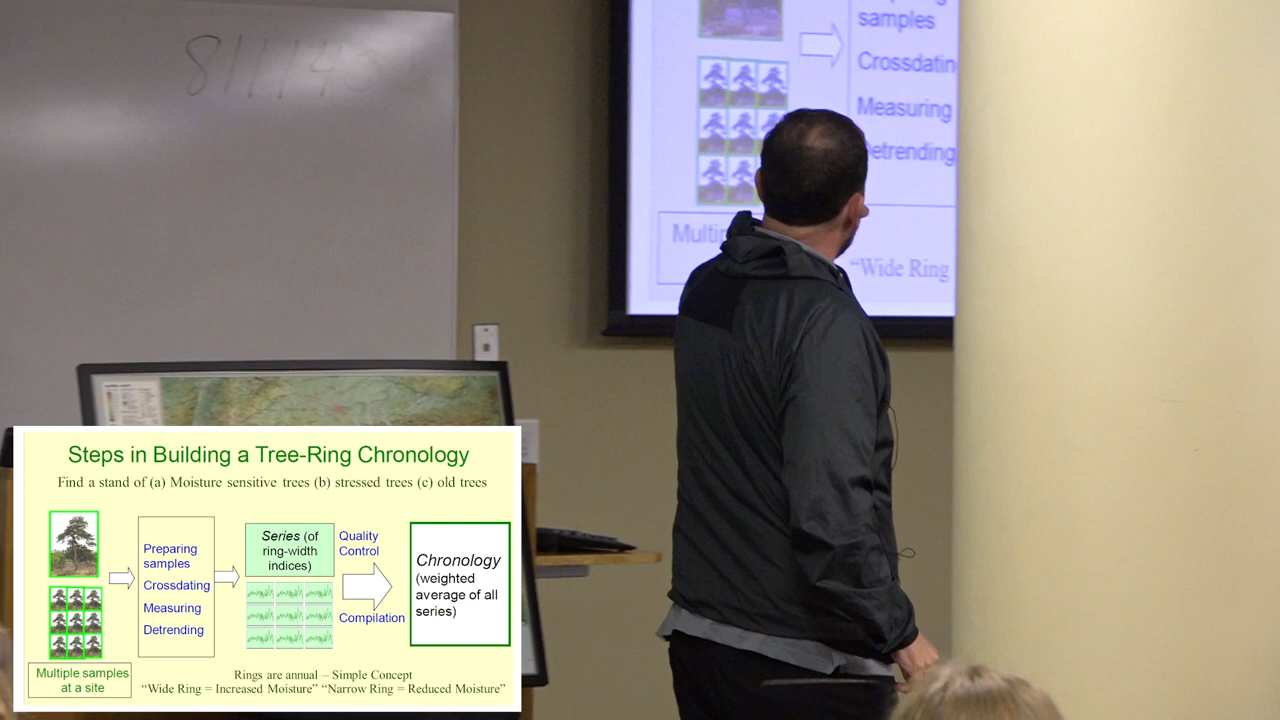 811140
samples
Crossdatin
Measuring
Detrending
Multip
"Wide Ring
Steps in Building a Tree-Ring Chronology
Find a stand of (a) Moisture sensitive trees (b) stressed trees (c) old trees
Preparing
samples
Crossdating
Measuring
Detrending
Series (of
ring-width
indices)
Quality
Control
Compilation
Chronology
(weighted
average of all
series)
Multiple samples
at a site
Rings are annual – Simple Concept
"Wide Ring = Increased Moisture" "Narrow Ring = Reduced Moisture"